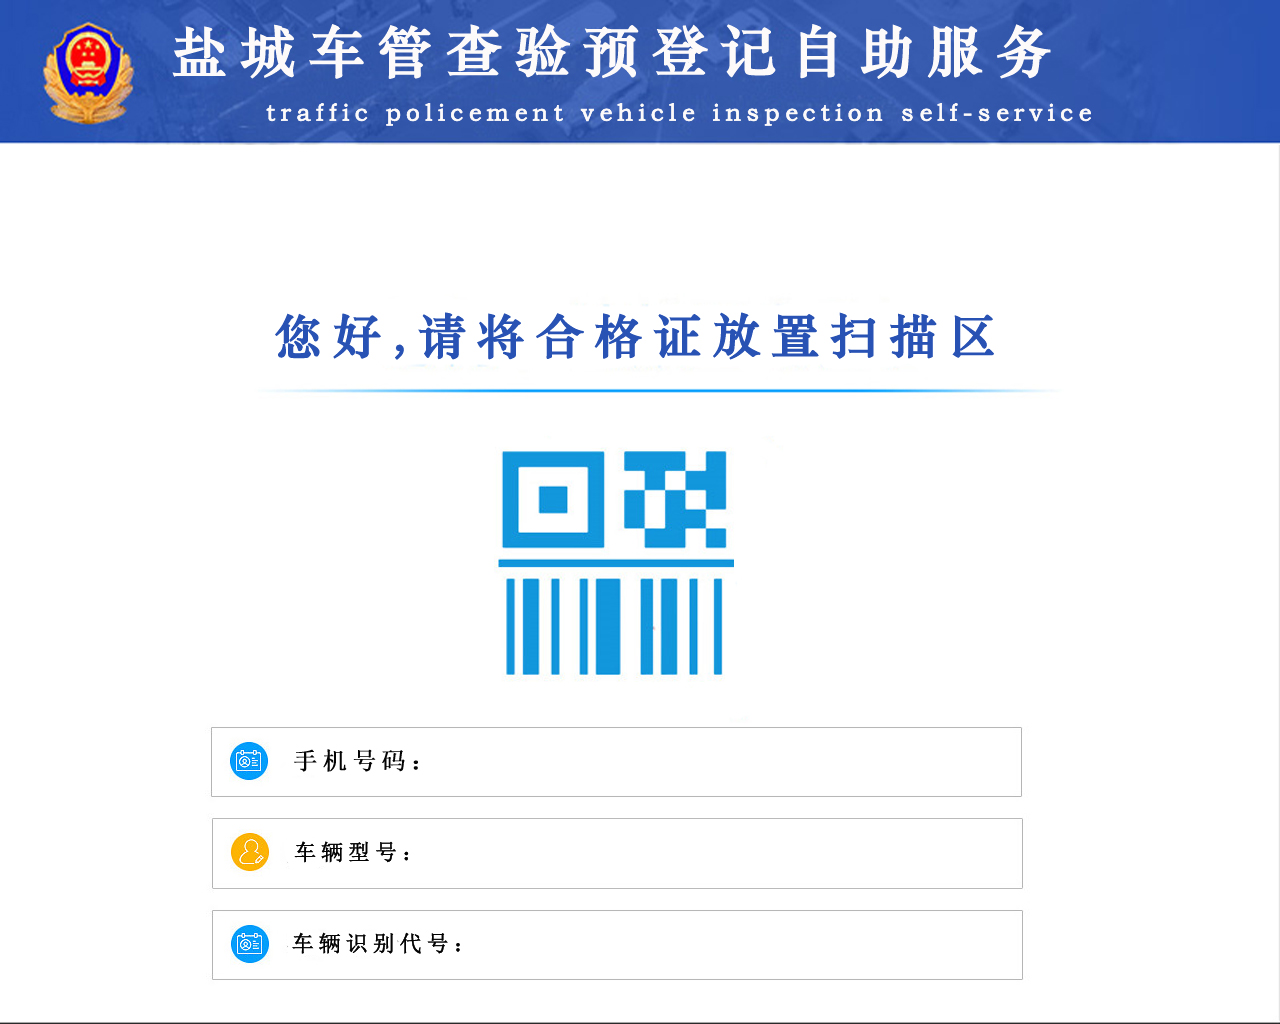 盐城车管查验预登记自助服务
traffic policement vehicle inspection self-service
您好,请将合格证放置扫描区
手机号码:
车辆型号:
车辆识别代号: